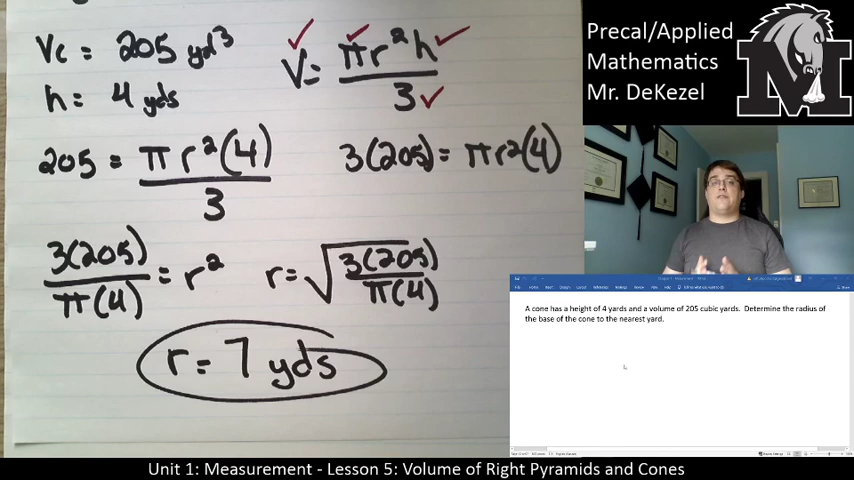 Vc = 205 yd³
V = πr²h / 3
h = 4 yds
205 = πr²(4) / 3
3(205) = πr²(4)
3(205) / π(4) = r²
r = √(3(205) / π(4))
r = 7 yds
Precal/Applied
Mathematics
Mr. DeKezel
M
A cone has a height of 4 yards and a volume of 205 cubic yards. Determine the radius of
the base of the cone to the nearest yard.
Unit 1: Measurement - Lesson 5: Volume of Right Pyramids and Cones